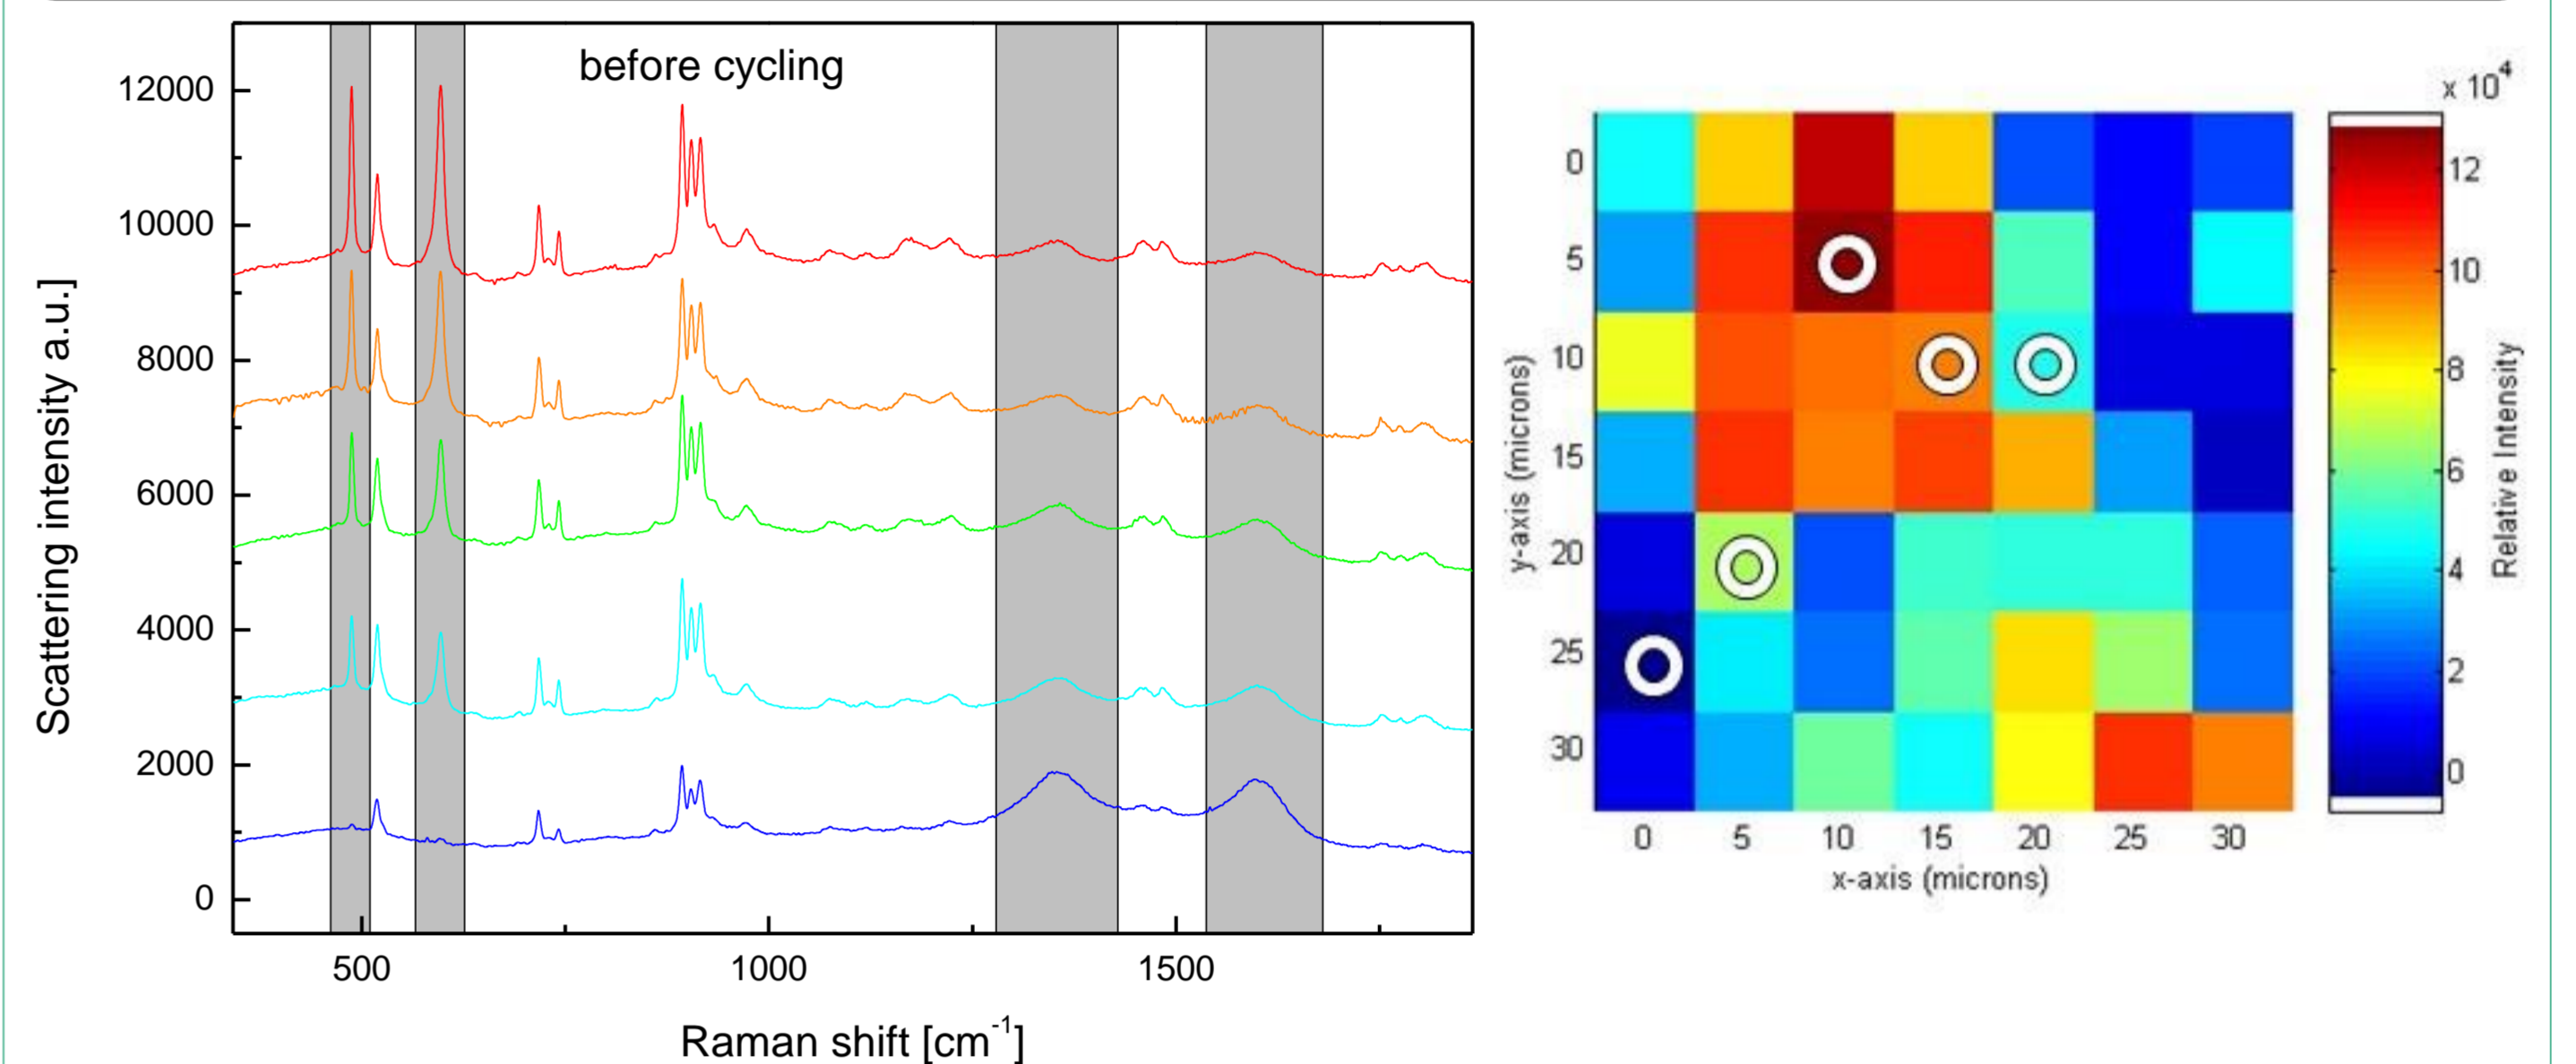 before cycling
12000
10000
8000
6000
4000
2000
0
Scattering intensity a.u.]
500 1000 1500
Raman shift [cm⁻¹]
0
5
10
15
20
25
30
y-axis (microns)
0 5 10 15 20 25 30
x-axis (microns)
x 10⁴
12
10
8
6
4
2
0
Relative Intensity